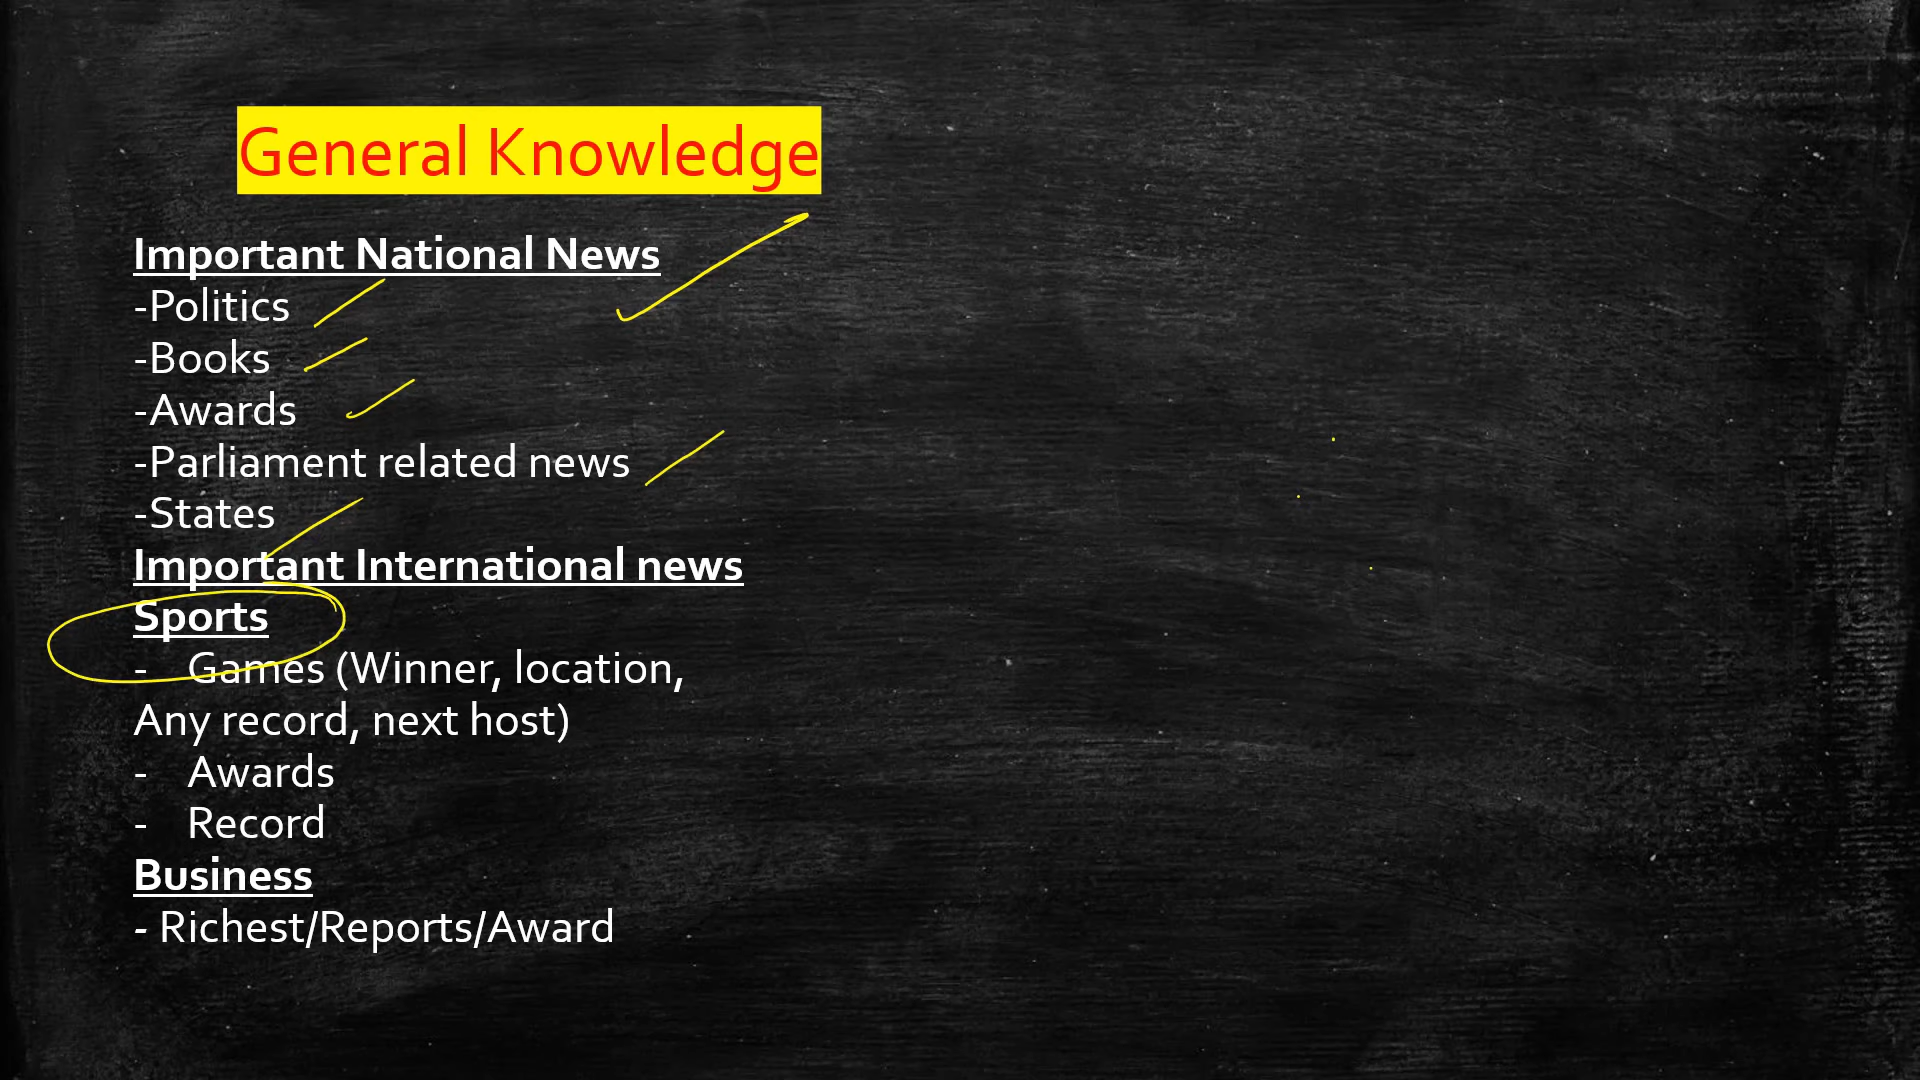 General Knowledge
Important National News
-Politics
-Books
-Awards
-Parliament related news
-States
Important International news
Sports
- Games (Winner, location,
Any record, next host)
- Awards
- Record
Business
- Richest/Reports/Award